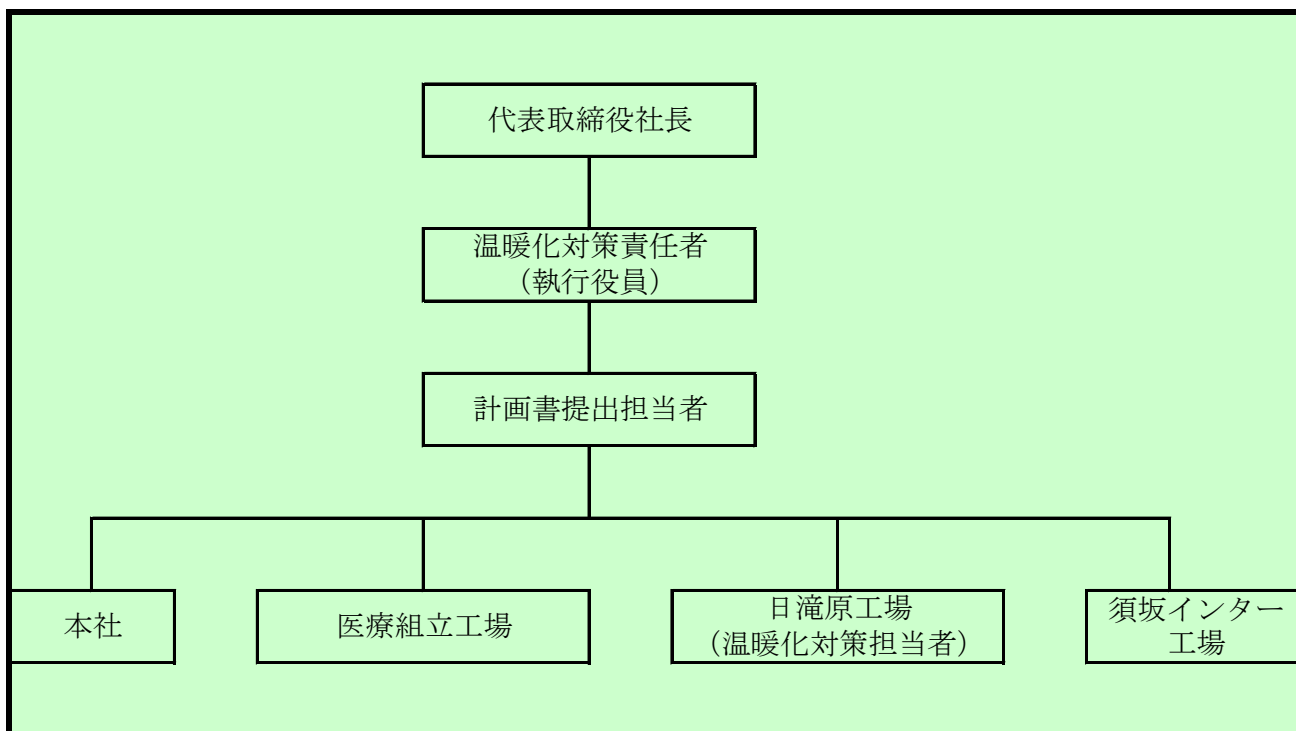 代表取締役社長
温暖化対策責任者
（執行役員）
計画書提出担当者
本社
医療組立工場
日滝原工場
（温暖化対策担当者）
須坂インター
工場